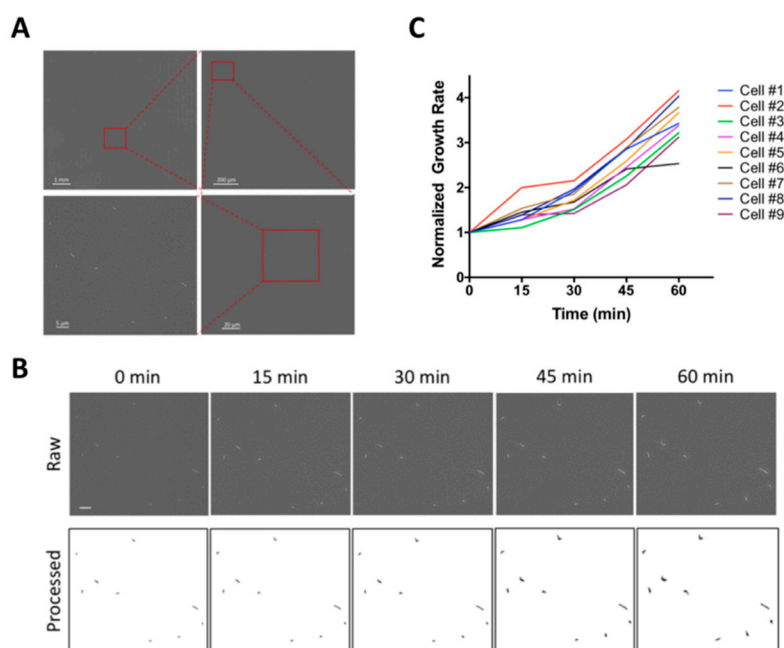 A
1 mm
200 µm
5 µm
20 µm
C
Normalized Growth Rate
4
3
2
1
0
0 15 30 45 60
Time (min)
Cell #1
Cell #2
Cell #3
Cell #4
Cell #5
Cell #6
Cell #7
Cell #8
Cell #9
B
0 min 15 min 30 min 45 min 60 min
Raw
Processed